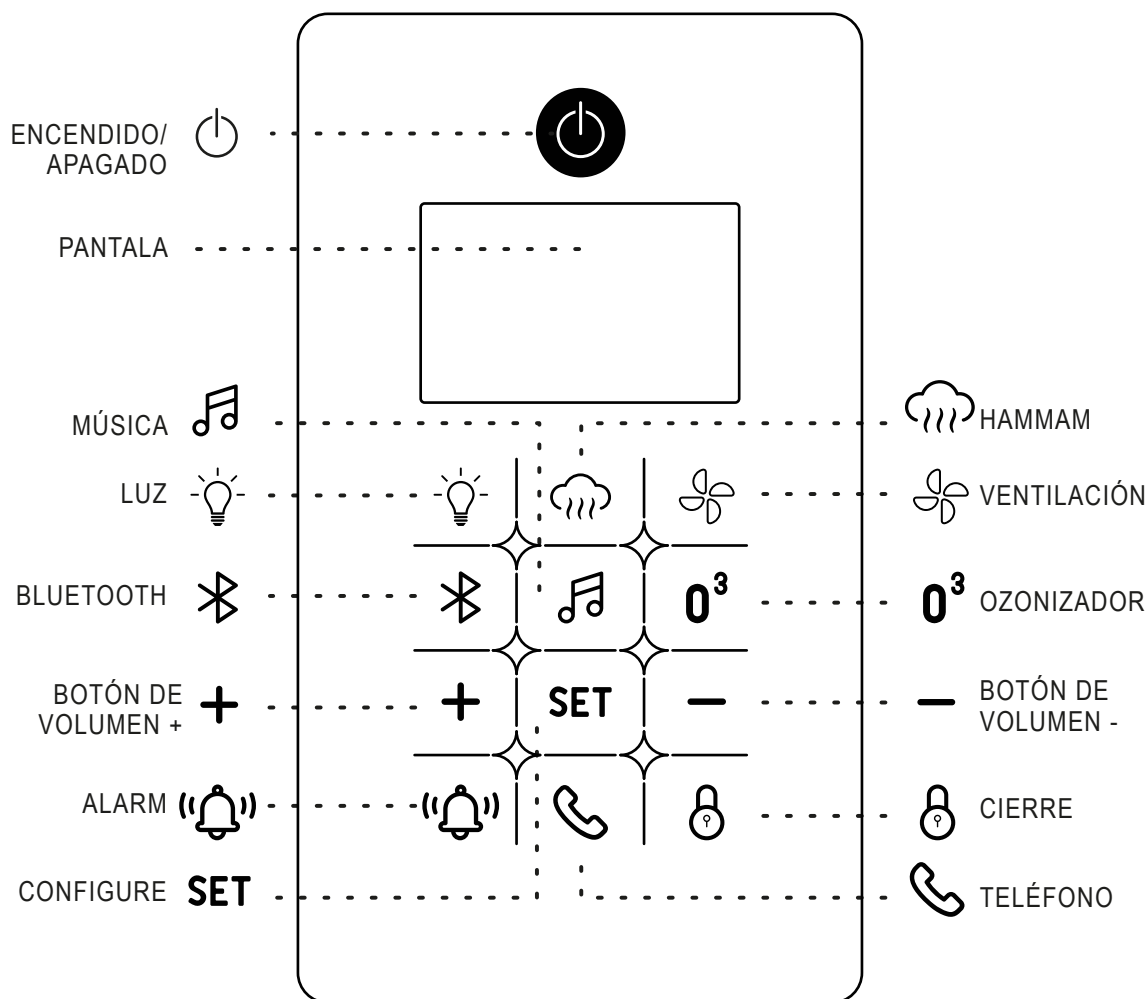 ENCENDIDO/
APAGADO
PANTALA
MÚSICA
HAMMAM
LUZ
VENTILACIÓN
BLUETOOTH
0³
0³
OZONIZADOR
BOTÓN DE
VOLUMEN +
+
+
SET
−
−
BOTÓN DE
VOLUMEN -
ALARM
CIERRE
CONFIGURE
SET
TELÉFONO